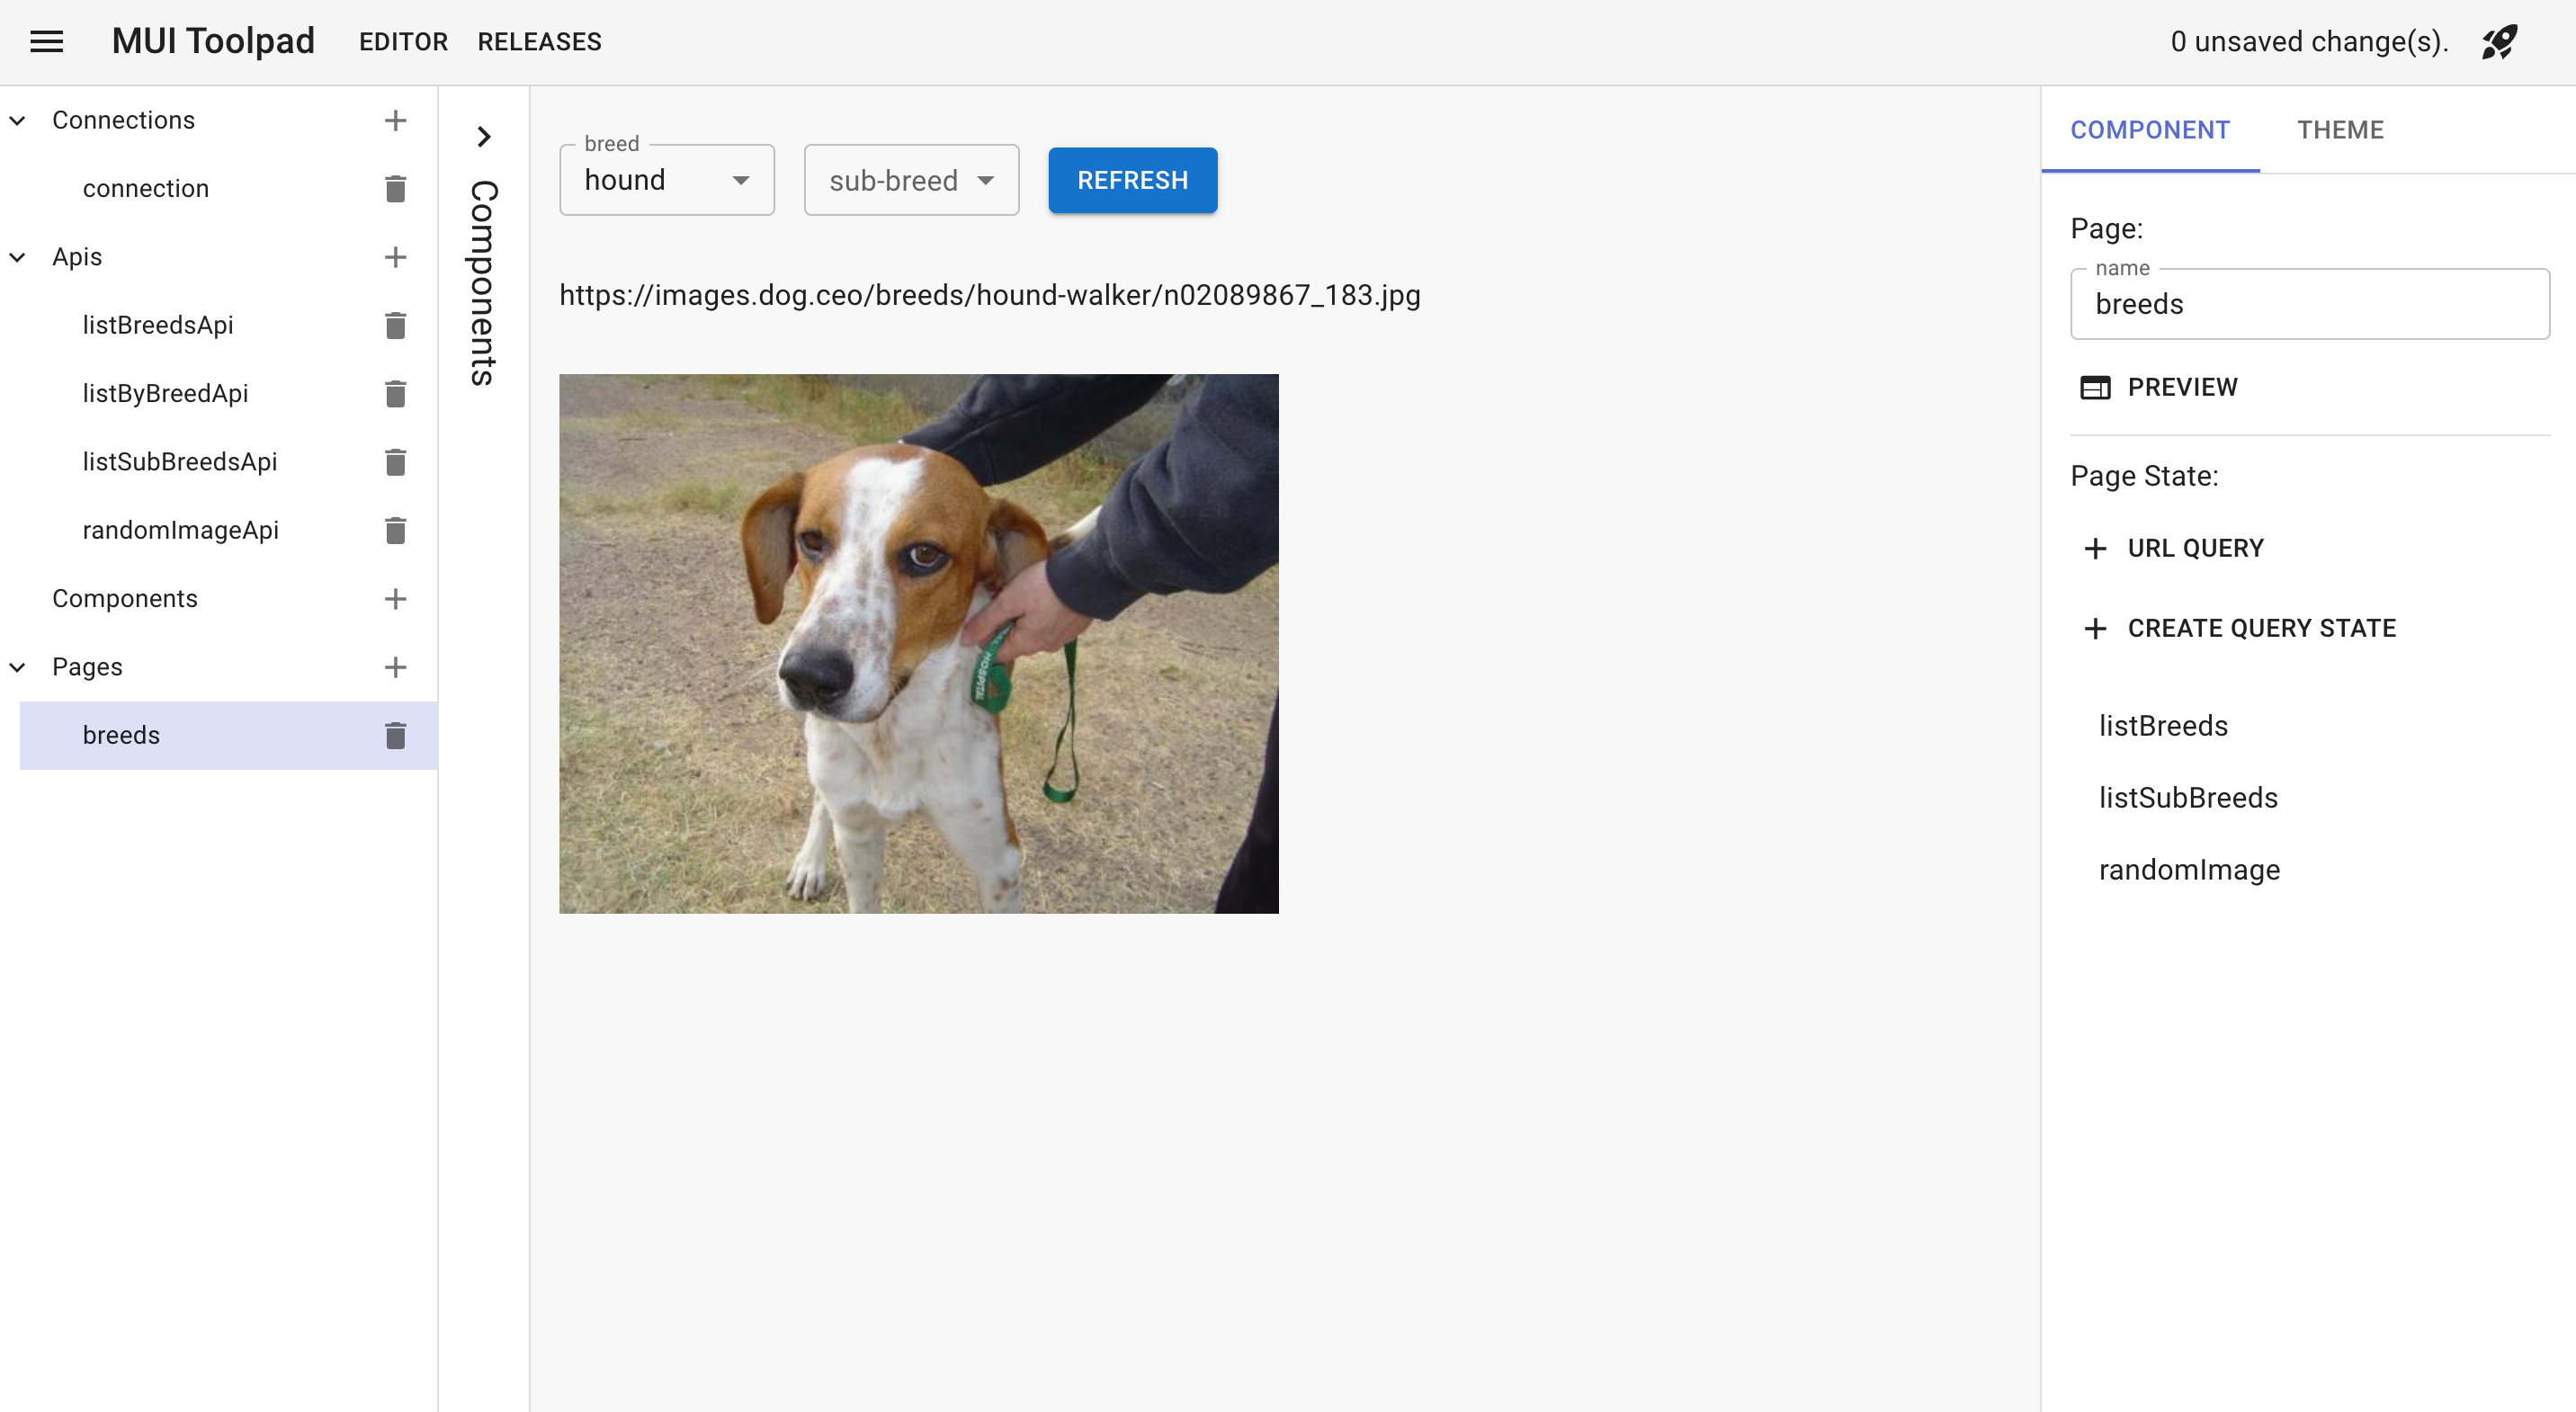 MUI Toolpad
EDITOR
RELEASES
0 unsaved change(s).
Connections
connection
Apis
listBreedsApi
listByBreedApi
listSubBreedsApi
randomImageApi
Components
Pages
breeds
Components
breed
hound
sub-breed
REFRESH
https://images.dog.ceo/breeds/hound-walker/n02089867_183.jpg
HOSPITAL
COMPONENT
THEME
Page:
name
breeds
PREVIEW
Page State:
URL QUERY
CREATE QUERY STATE
listBreeds
listSubBreeds
randomImage